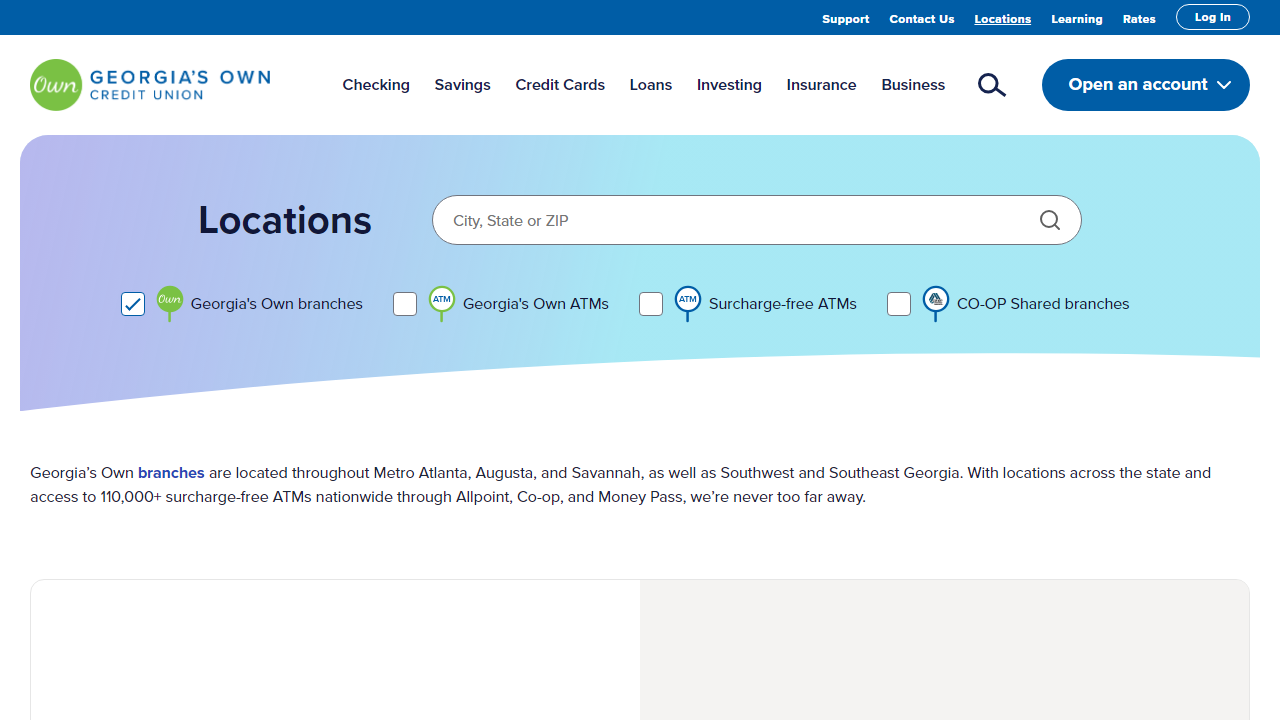 Support Contact Us Locations Learning Rates Log In
Own GEORGIA'S OWN
CREDIT UNION
Checking Savings Credit Cards Loans Investing Insurance Business Open an account
Locations
City, State or ZIP
Own Georgia's Own branches ATM Georgia's Own ATMs ATM Surcharge-free ATMs CO-OP Shared branches
Georgia’s Own branches are located throughout Metro Atlanta, Augusta, and Savannah, as well as Southwest and Southeast Georgia. With locations across the state and
access to 110,000+ surcharge-free ATMs nationwide through Allpoint, Co-op, and Money Pass, we’re never too far away.